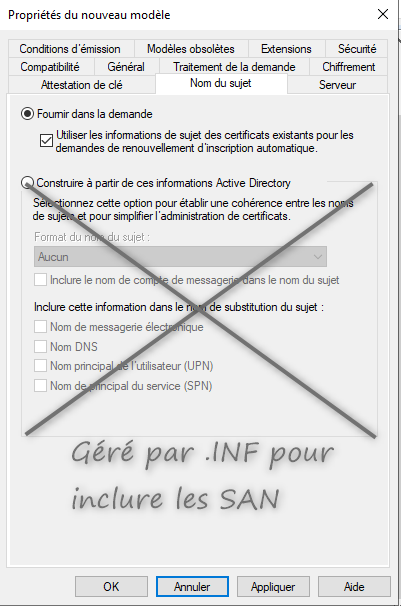 Propriétés du nouveau modèle
Conditions d'émission Modèles obsolètes Extensions Sécurité
Compatibilité Général Traitement de la demande Chiffrement
Attestation de clé Nom du sujet Serveur
Fournir dans la demande
Utiliser les informations de sujet des certificats existants pour les
demandes de renouvellement d'inscription automatique.
Construire à partir de ces informations Active Directory
Sélectionnez cette option pour établir une cohérence entre les noms
de sujets et pour simplifier l'administration de certificats.
Format du nom du sujet :
Aucun
Inclure le nom de compte de messagerie dans le nom du sujet
Inclure cette information dans le nom de substitution du sujet :
Nom de messagerie électronique
Nom DNS
Nom principal de l'utilisateur (UPN)
Nom de principal du service (SPN)
Géré par .INF pour
inclure les SAN
OK Annuler Appliquer Aide